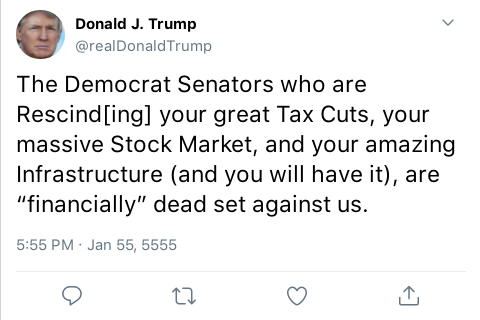 Donald J. Trump
@realDonaldTrump
The Democrat Senators who are
Rescind[ing] your great Tax Cuts, your
massive Stock Market, and your amazing
Infrastructure (and you will have it), are
“financially” dead set against us.
5:55 PM · Jan 55, 5555